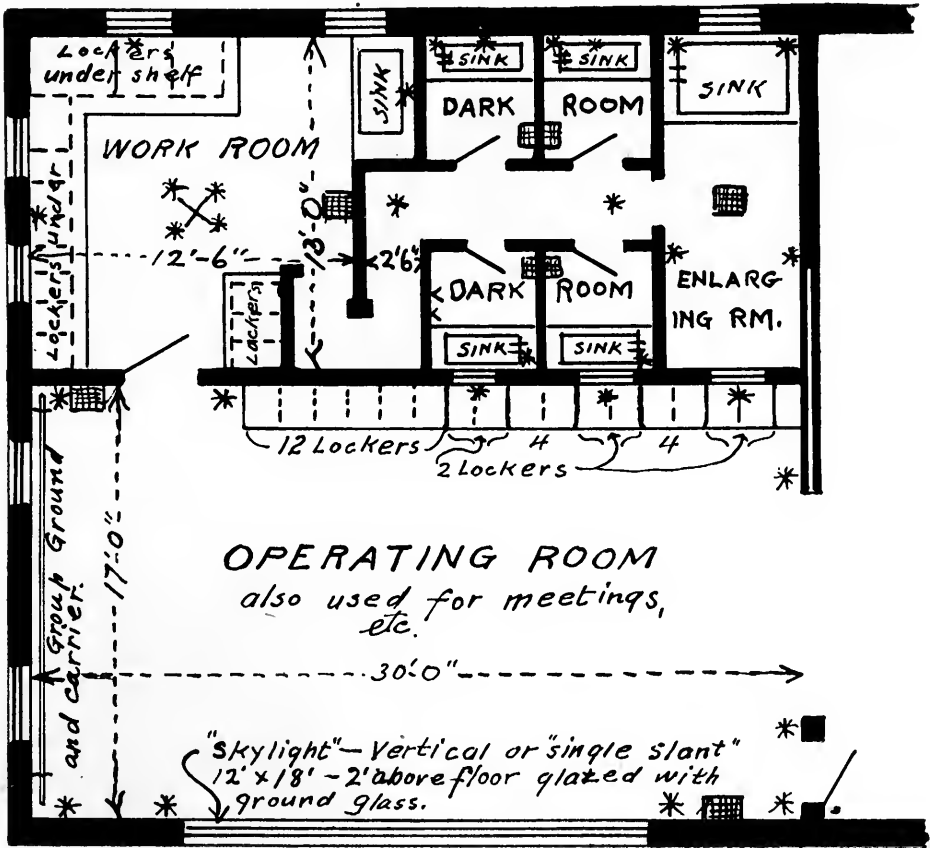 Lockers
under shelf
SINK
SINK
SINK
SINK
DARK
ROOM
WORK ROOM
Lockers under
13'-0"
12'-6"
2'6"
Lockers
DARK
ROOM
ENLARG
ING RM.
SINK
SINK
12 Lockers
4
4
2 Lockers
Group Ground
and carrier.
17'-0"
OPERATING ROOM
also used for meetings,
etc.
30'-0"
"Skylight" – Vertical or "single slant"
12' x 18' – 2' above floor glazed with
ground glass.